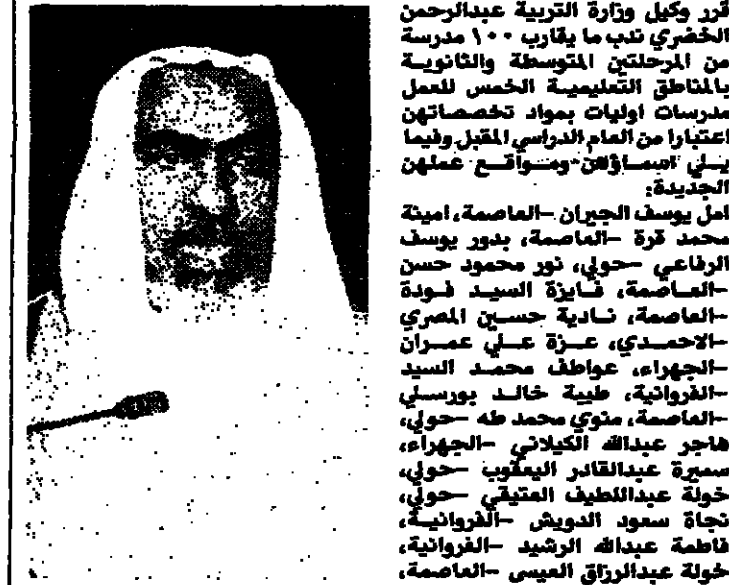 قرر وكيل وزارة التربية عبدالرحمن
الخضري ندب ما يقارب ١٠٠ مدرسة
من المرحلتين المتوسطة والثانوية
بالمناطق التعليمية الخمس للعمل
مدرسات اوليات بمواد تخصصاتهن
اعتبارا من العام الدراسي المقبل وفيما
يلي اسماؤهن ومواقع عملهن
الجديدة:
امل يوسف الجيران –العاصمة، امينة
محمد قرة –العاصمة، بدور يوسف
الرفاعي –حولي، نور محمود حسن
–العاصمة، فايزة السيد فودة
–العاصمة، نادية حسين المصري
–الاحمدي، عزة علي عمران
–الجهراء، عواطف محمد السيد
–الفروانية، طيبة خالد بورسلي
–العاصمة، منوي محمد طه –حولي،
هاجر عبدالله الكيلاني –الجهراء،
سميرة عبدالقادر اليعقوب –حولي،
خولة عبداللطيف العتيقي –حولي،
نجاة سعود الدويش –الفروانية،
فاطمة عبدالله الرشيد –الفروانية،
خولة عبدالرزاق العيسى –العاصمة،